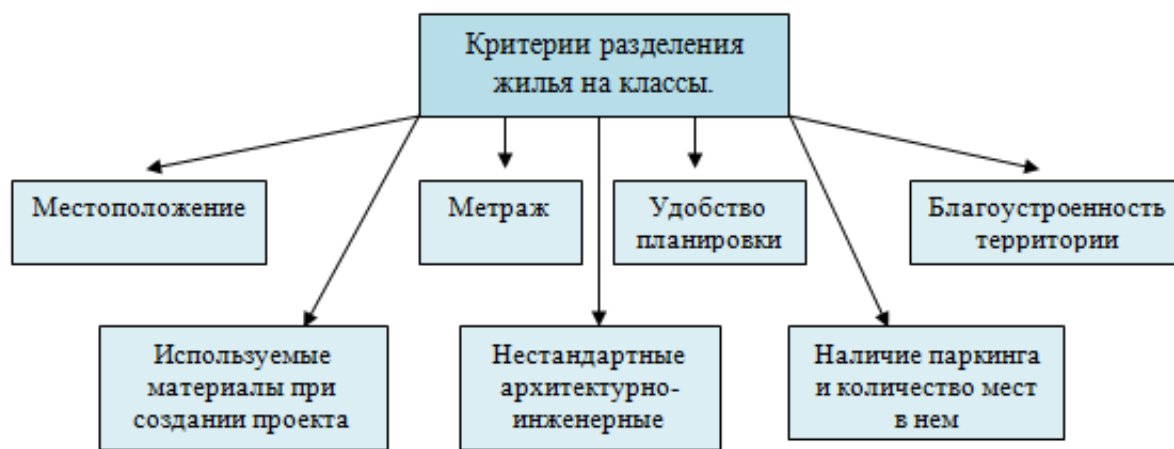 Критерии разделения
жилья на классы.
Местоположение
Метраж
Удобство
планировки
Благоустроенность
территории
Используемые
материалы при
создании проекта
Нестандартные
архитектурно-
инженерные
Наличие паркинга
и количество мест
в нем